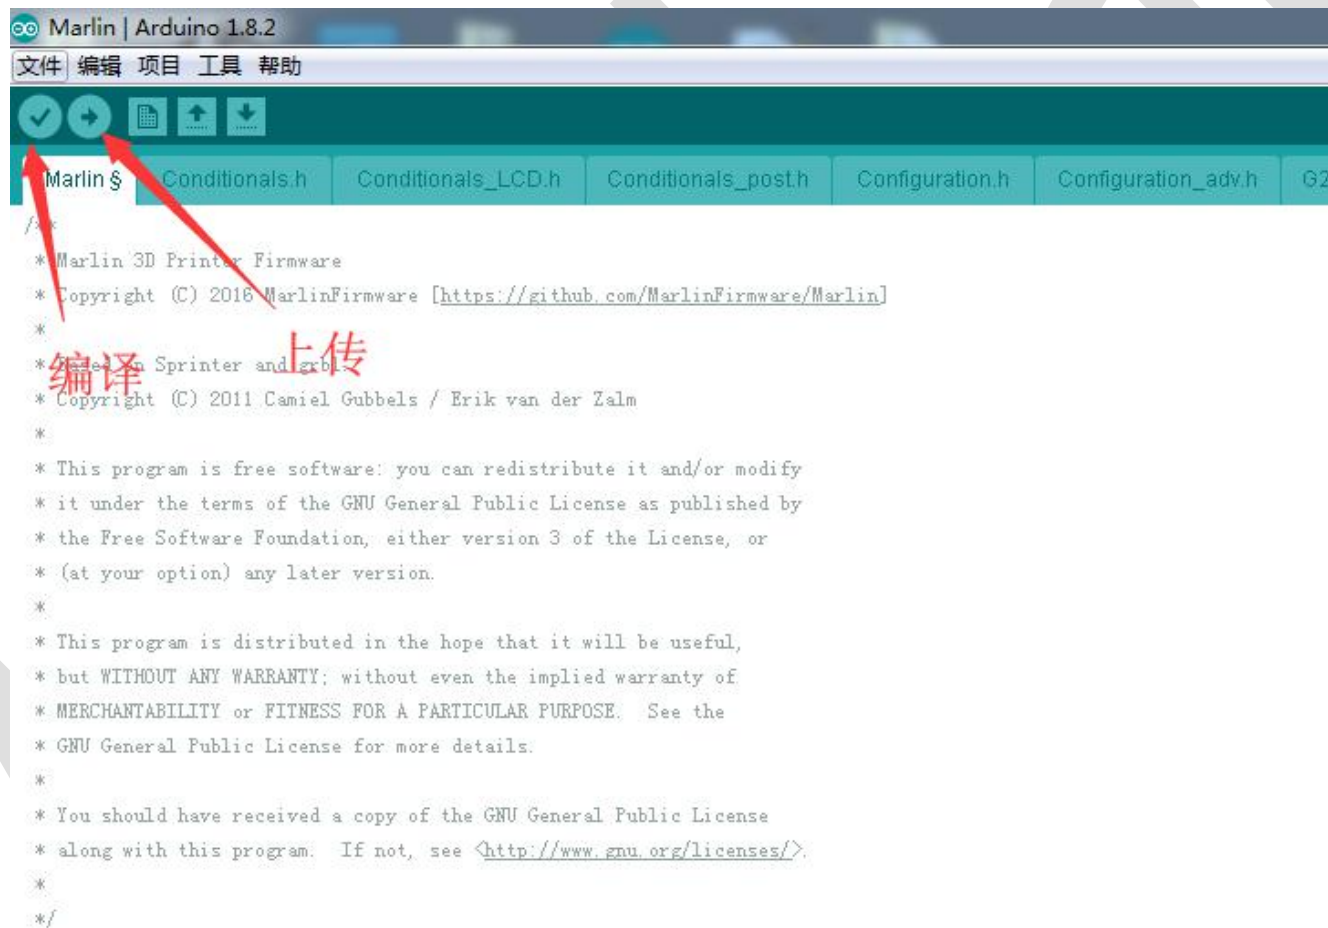 Marlin | Arduino 1.8.2
文件 编辑 项目 工具 帮助
Marlin § Conditionals.h Conditionals_LCD.h Conditionals_post.h Configuration.h Configuration_adv.h G2
/**
* Marlin 3D Printer Firmware
* Copyright (C) 2016 MarlinFirmware [https://github.com/MarlinFirmware/Marlin]
*
* Based on Sprinter and grbl.
编译
上传
* Copyright (C) 2011 Camiel Gubbels / Erik van der Zalm
*
* This program is free software: you can redistribute it and/or modify
* it under the terms of the GNU General Public License as published by
* the Free Software Foundation, either version 3 of the License, or
* (at your option) any later version.
*
* This program is distributed in the hope that it will be useful,
* but WITHOUT ANY WARRANTY; without even the implied warranty of
* MERCHANTABILITY or FITNESS FOR A PARTICULAR PURPOSE.  See the
* GNU General Public License for more details.
*
* You should have received a copy of the GNU General Public License
* along with this program.  If not, see <http://www.gnu.org/licenses/>.
*
*/